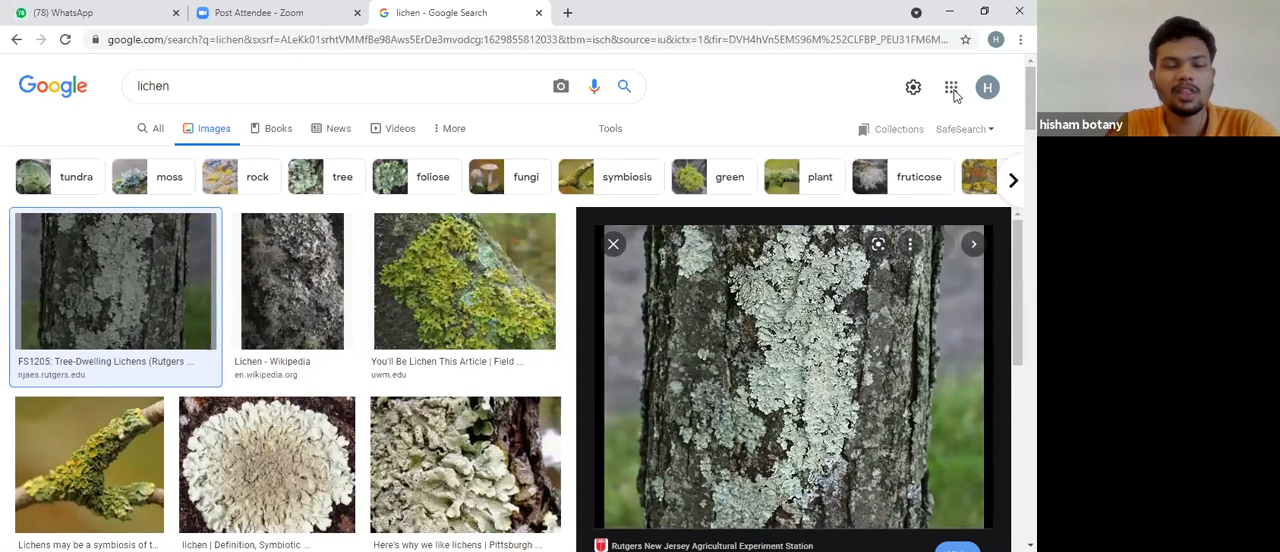 (78) WhatsApp
Post Attendee - Zoom
lichen - Google Search
google.com/search?q=lichen&sxsrf=ALeKk01srhtVMMfBe98Aws5ErDe3mvodcg:1629855812033&tbm=isch&source=iu&ictx=1&fir=DVH4hVn5EMS96M%252CLFBP_PEU31FM6M...
H
Google
lichen
H
All
Images
Books
News
Videos
More
Tools
Collections
SafeSearch
tundra
moss
rock
tree
foliose
fungi
symbiosis
green
plant
fruticose
FS1205: Tree-Dwelling Lichens (Rutgers ...
njaes.rutgers.edu
Lichen - Wikipedia
en.wikipedia.org
You'll Be Lichen This Article | Field ...
uwm.edu
Lichens may be a symbiosis of t...
lichen | Definition, Symbiotic ...
Here's why we like lichens | Pittsburgh ...
Rutgers New Jersey Agricultural Experiment Station
hisham botany